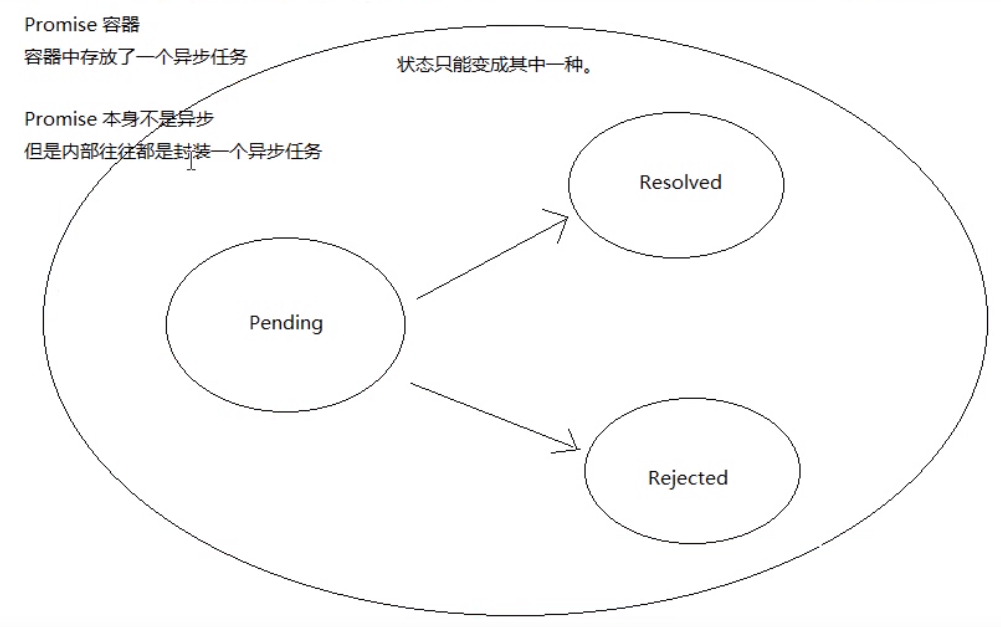 Promise 容器
容器中存放了一个异步任务
状态只能变成其中一种。
Promise 本身不是异步
但是内部往往都是封装一个异步任务
Resolved
Pending
Rejected